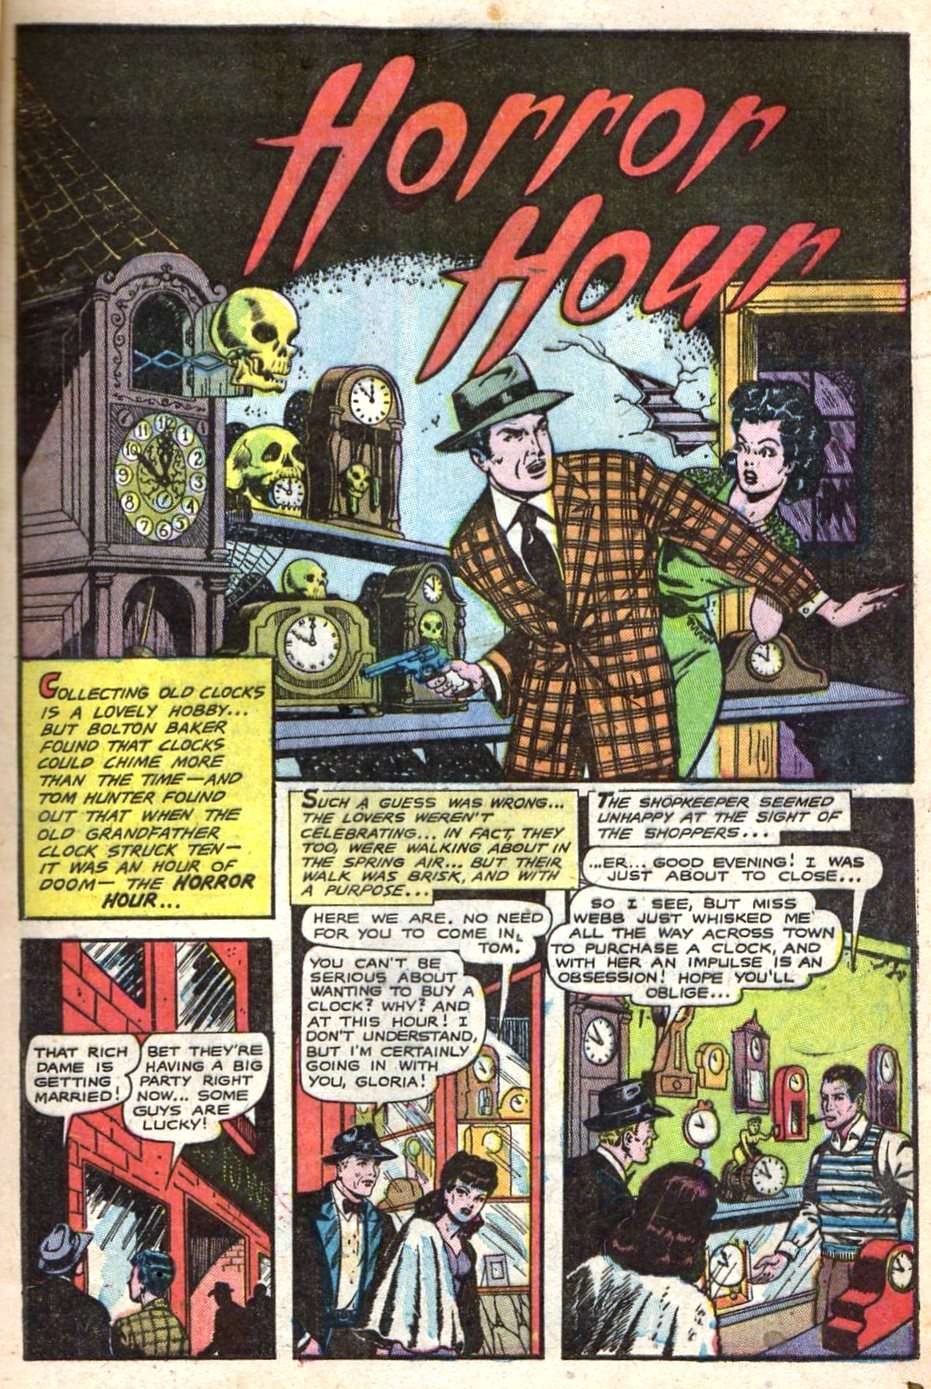 Horror
Hour
COLLECTING OLD CLOCKS
IS A LOVELY HOBBY...
BUT BOLTON BAKER
FOUND THAT CLOCKS
COULD CHIME MORE
THAN THE TIME—AND
TOM HUNTER FOUND
OUT THAT WHEN THE
OLD GRANDFATHER
CLOCK STRUCK TEN—
IT WAS AN HOUR OF
DOOM— THE HORROR
HOUR...
THAT RICH
DAME IS
GETTING
MARRIED!
BET THEY'RE
HAVING A BIG
PARTY RIGHT
NOW... SOME
GUYS ARE
LUCKY!
SUCH A GUESS WAS WRONG...
THE LOVERS WEREN'T
CELEBRATING... IN FACT, THEY
TOO, WERE WALKING ABOUT IN
THE SPRING AIR... BUT THEIR
WALK WAS BRISK, AND WITH
A PURPOSE...
HERE WE ARE. NO NEED
FOR YOU TO COME IN,
TOM.
YOU CAN'T BE
SERIOUS ABOUT
WANTING TO BUY A
CLOCK? WHY? AND
AT THIS HOUR! I
DON'T UNDERSTAND,
BUT I'M CERTAINLY
GOING IN WITH
YOU, GLORIA!
THE SHOPKEEPER SEEMED
UNHAPPY AT THE SIGHT OF
THE SHOPPERS...
...ER... GOOD EVENING! I WAS
JUST ABOUT TO CLOSE...
SO I SEE, BUT MISS
WEBB JUST WHISKED ME
ALL THE WAY ACROSS TOWN
TO PURCHASE A CLOCK, AND
WITH HER AN IMPULSE IS AN
OBSESSION! HOPE YOU'LL
OBLIGE...